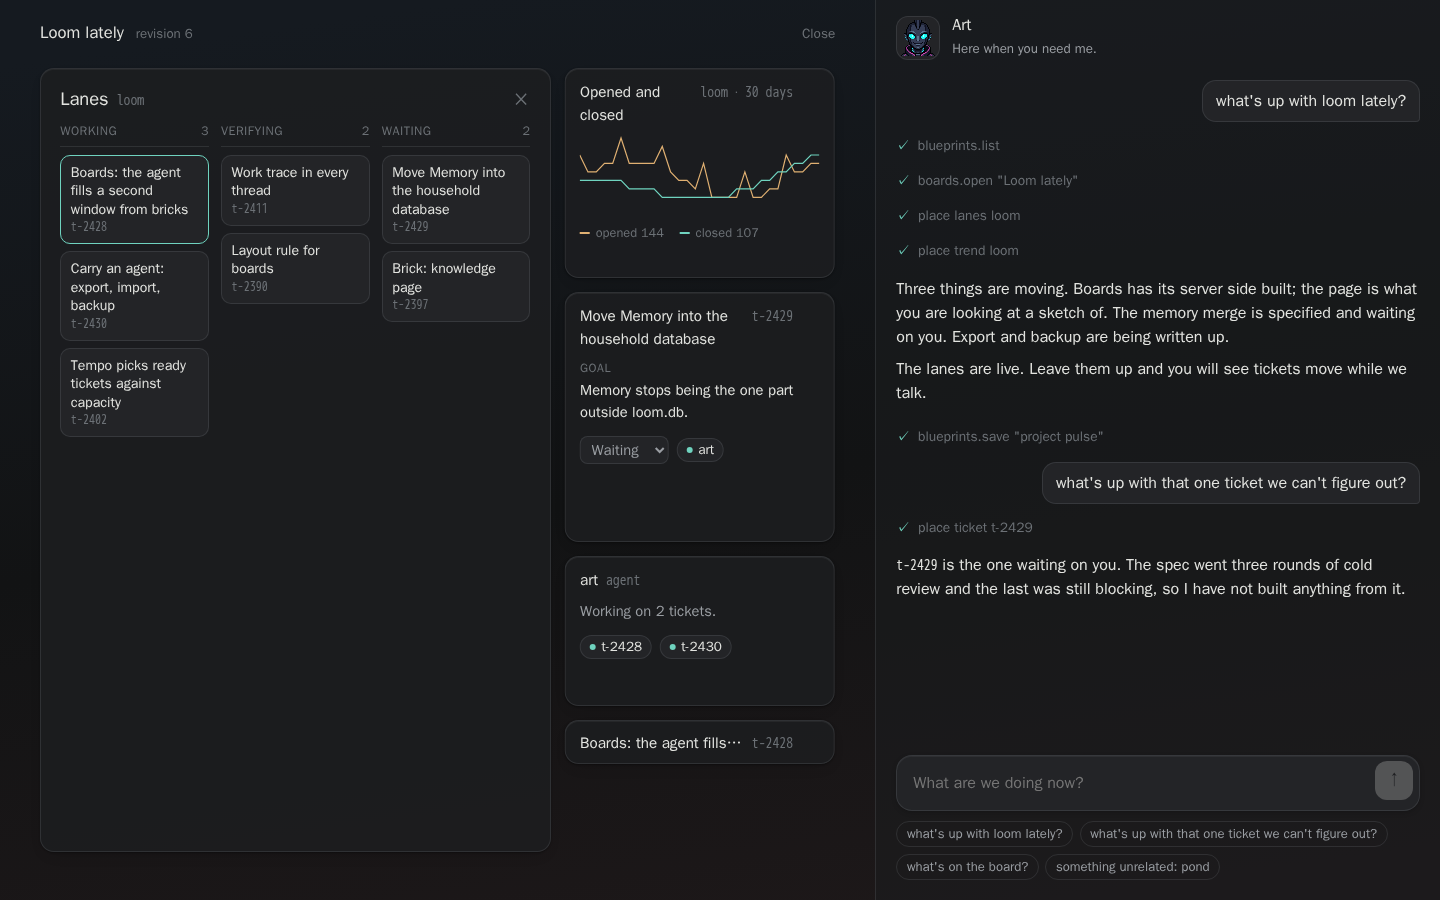 Loom lately revision 6
Close
Lanes loom
WORKING 3
Boards: the agent
fills a second
window from bricks
t-2428
Carry an agent:
export, import,
backup
t-2430
Tempo picks ready
tickets against
capacity
t-2402
VERIFYING 2
Work trace in every
thread
t-2411
Layout rule for
boards
t-2390
WAITING 2
Move Memory into
the household
database
t-2429
Brick: knowledge
page
t-2397
Opened and
closed
loom · 30 days
opened 144 closed 107
Move Memory into the
household database
t-2429
GOAL
Memory stops being the one part
outside loom.db.
Waiting art
art agent
Working on 2 tickets.
t-2428 t-2430
Boards: the agent fills··· t-2428
Art
Here when you need me.
what's up with loom lately?
✓ blueprints.list
✓ boards.open "Loom lately"
✓ place lanes loom
✓ place trend loom
Three things are moving. Boards has its server side built; the page is what
you are looking at a sketch of. The memory merge is specified and waiting
on you. Export and backup are being written up.
The lanes are live. Leave them up and you will see tickets move while we
talk.
✓ blueprints.save "project pulse"
what's up with that one ticket we can't figure out?
✓ place ticket t-2429
t-2429 is the one waiting on you. The spec went three rounds of cold
review and the last was still blocking, so I have not built anything from it.
What are we doing now?
↑
what's up with loom lately? what's up with that one ticket we can't figure out?
what's on the board? something unrelated: pond